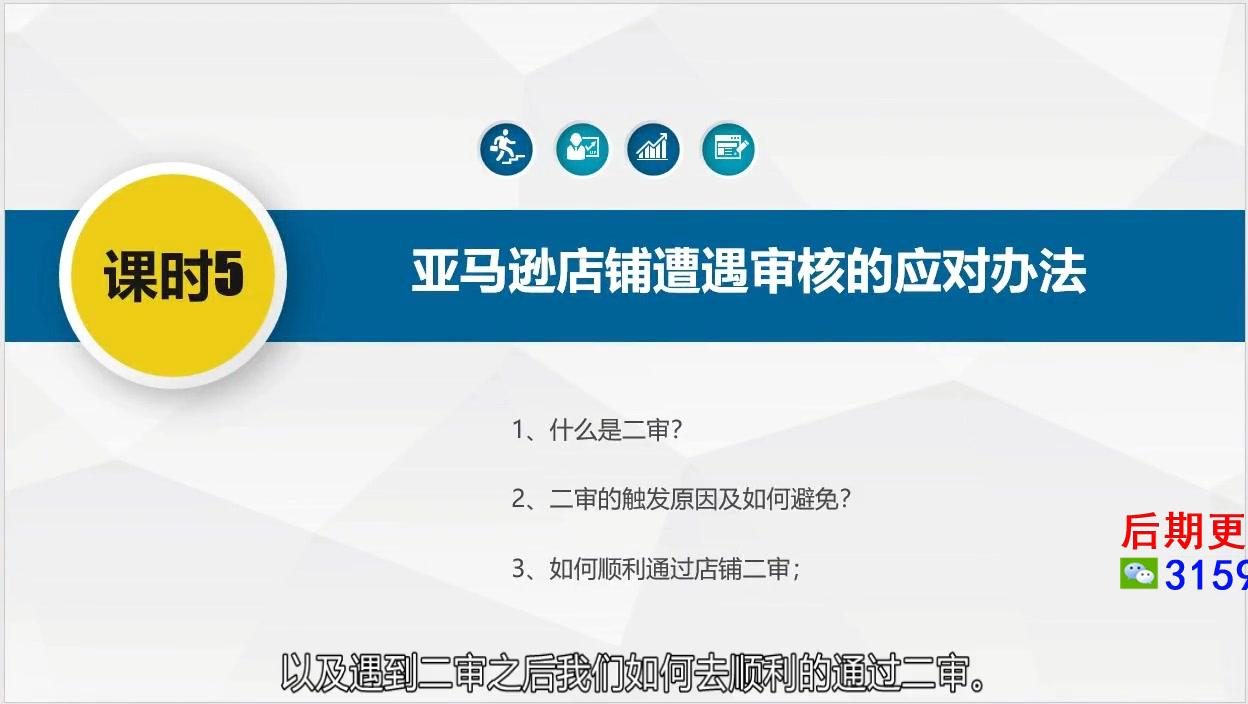 课时5
亚马逊店铺遭遇审核的应对办法
1、什么是二审？
2、二审的触发原因及如何避免？
3、如何顺利通过店铺二审；
后期更
3159
以及遇到二审之后我们如何去顺利的通过二审。